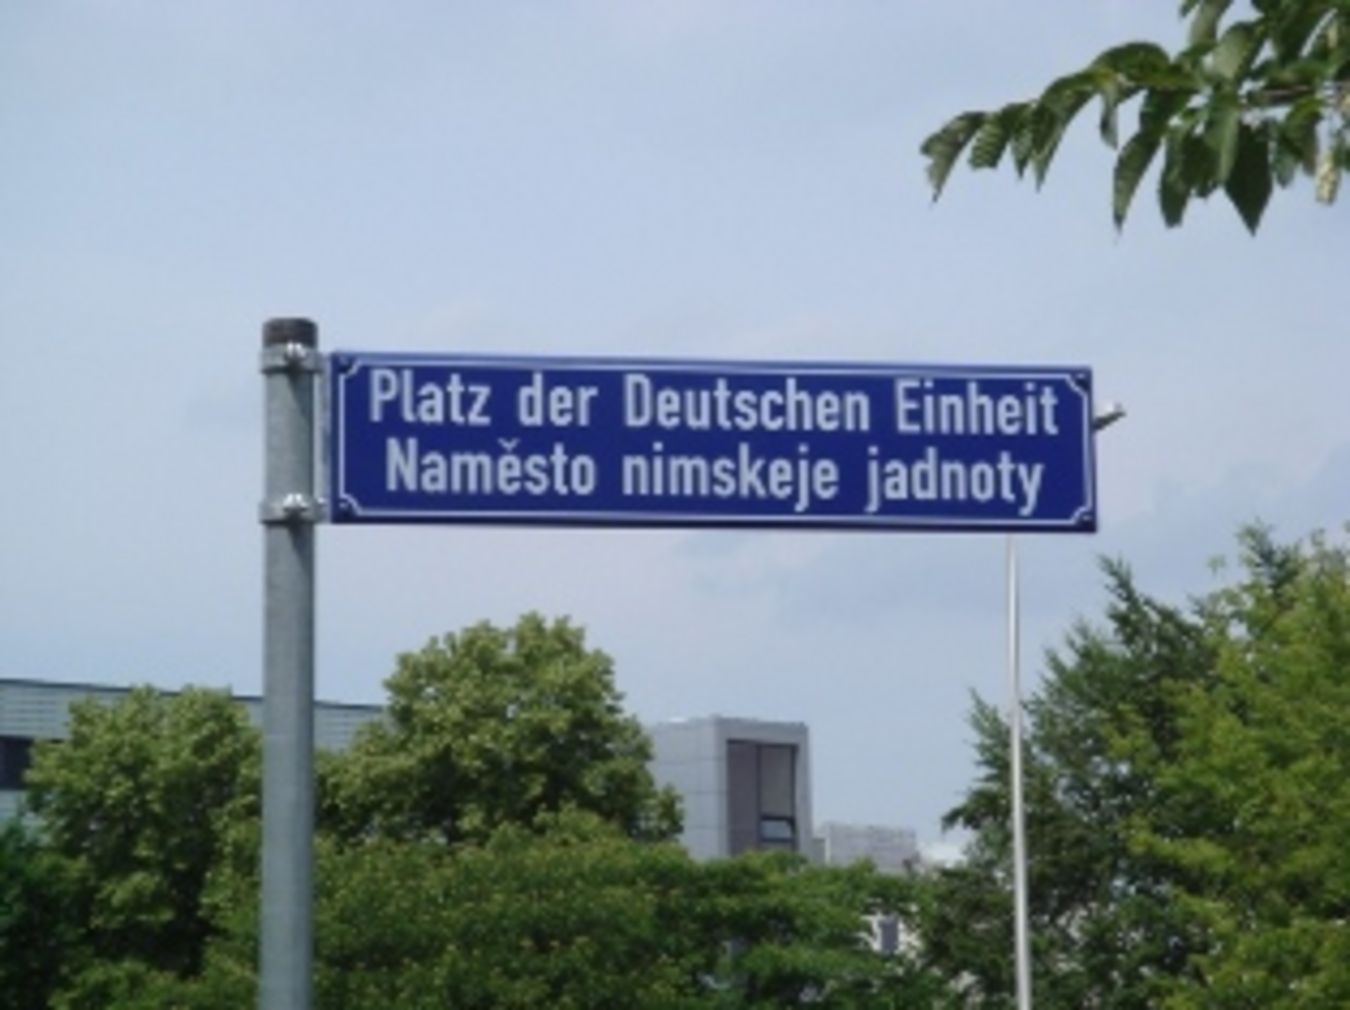 Platz der Deutschen Einheit
Naměsto nimskeje jadnoty